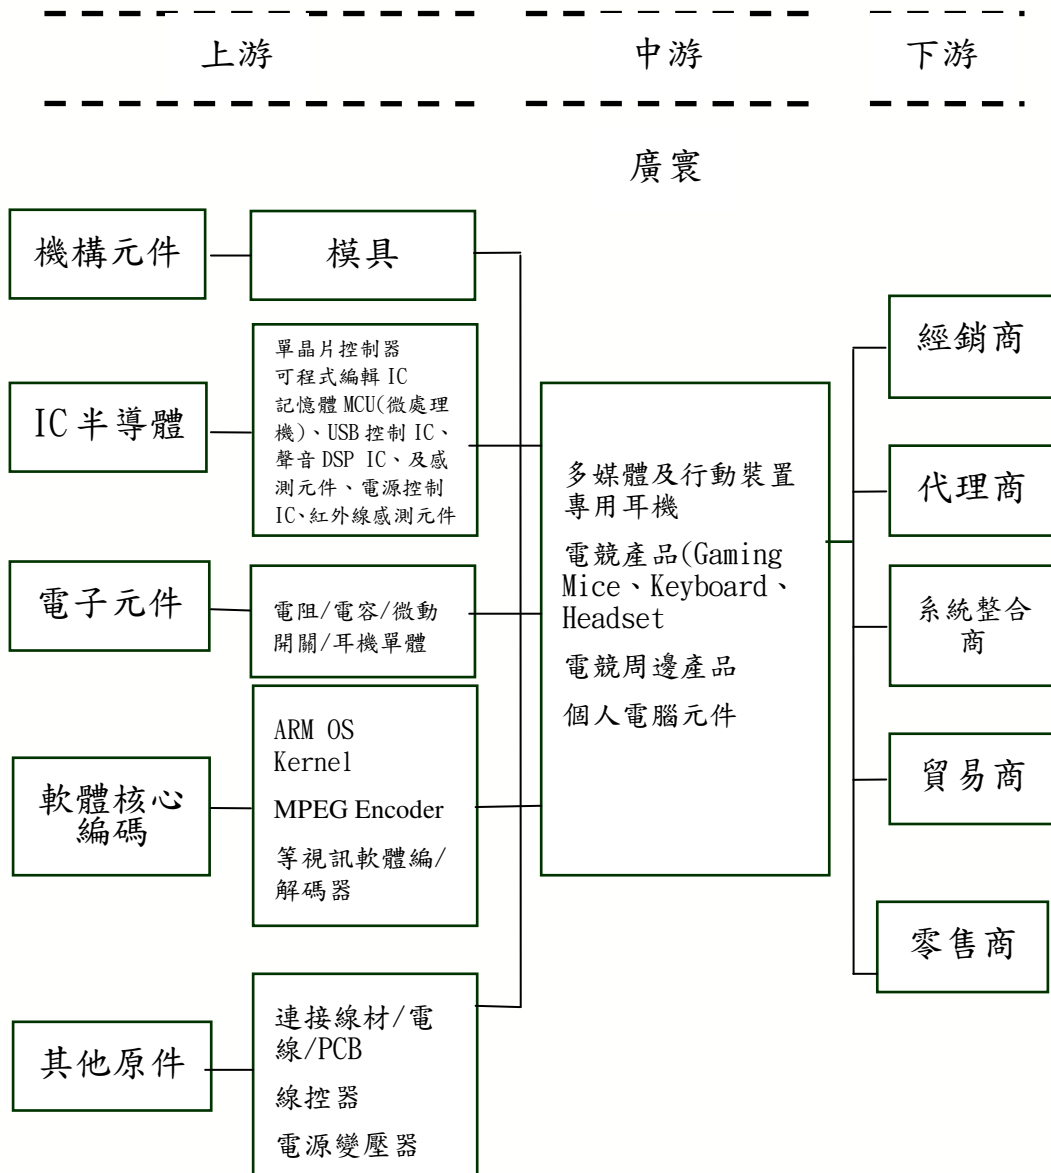 上游
中游
下游
廣寰
機構元件
模具
IC 半導體
單晶片控制器
可程式編輯 IC
記憶體 MCU(微處理
機)、USB 控制 IC、
聲音 DSP IC、及感
測元件、電源控制
IC、紅外線感測元件
電子元件
電阻/電容/微動
開關/耳機單體
軟體核心
編碼
ARM OS
Kernel
MPEG Encoder
等視訊軟體編/
解碼器
其他原件
連接線材/電
線/PCB
線控器
電源變壓器
多媒體及行動裝置
專用耳機
電競產品(Gaming
Mice、Keyboard、
Headset
電競周邊產品
個人電腦元件
經銷商
代理商
系統整合
商
貿易商
零售商